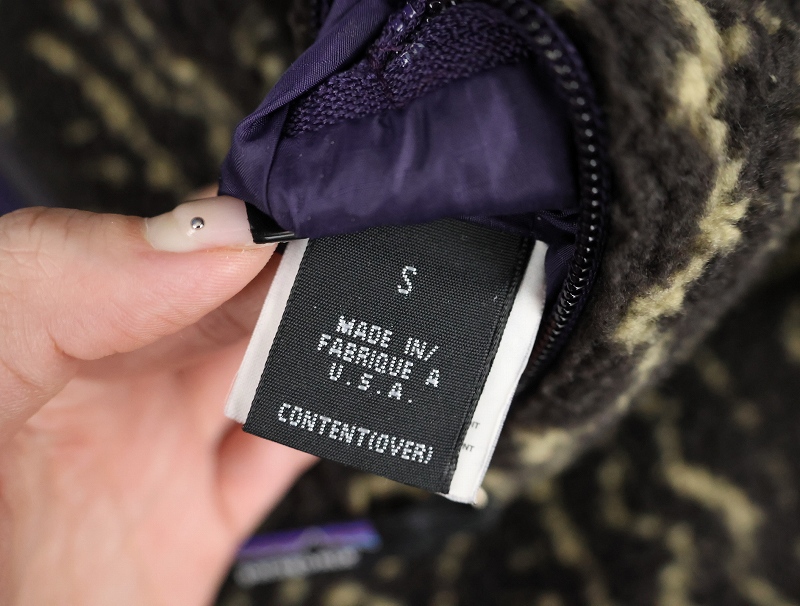 S
MADE IN/
FABRIQUE A
U.S.A.
CONTENT(OVER)